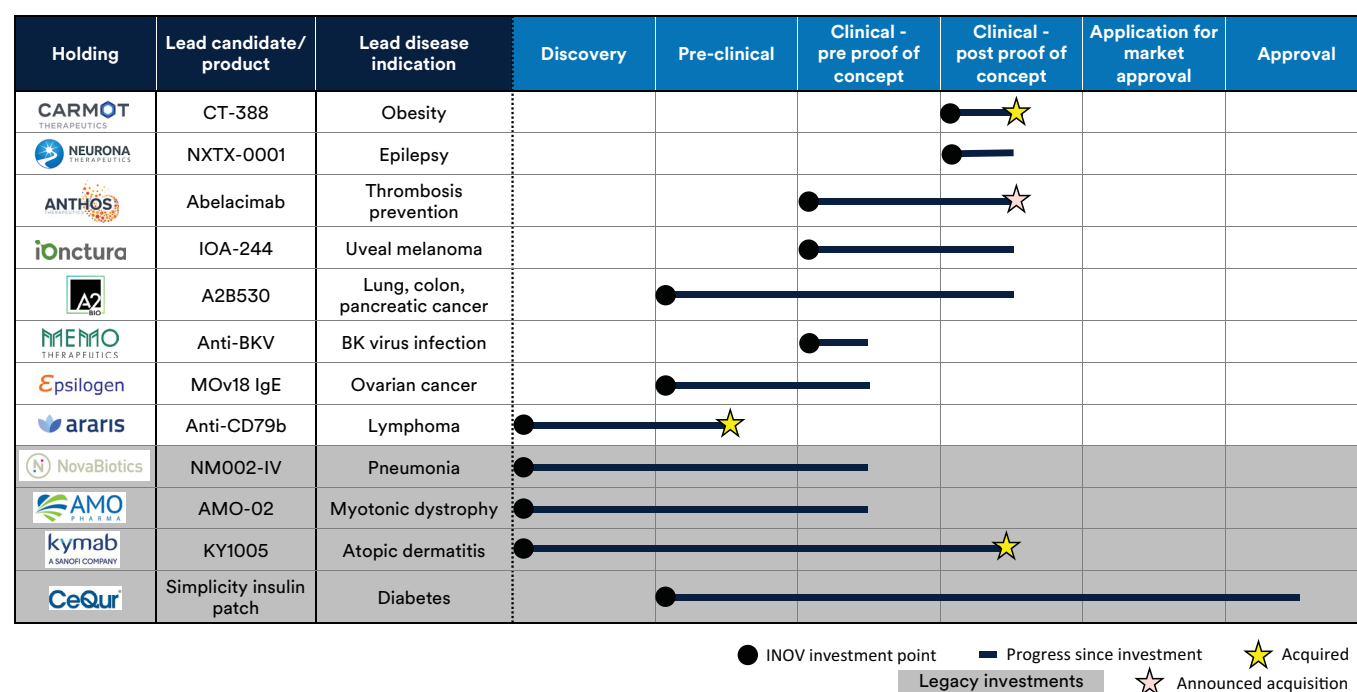 Holding
Lead candidate/
product
Lead disease
indication
Discovery
Pre-clinical
Clinical -
pre proof of
concept
Clinical -
post proof of
concept
Application for
market
approval
Approval
CARMOT
THERAPEUTICS
CT-388
Obesity
NEURONA
THERAPEUTICS
NXTX-0001
Epilepsy
ANTHOS
THERAPEUTICS
Abelacimab
Thrombosis
prevention
iOnctura
IOA-244
Uveal melanoma
A2
BIO
A2B530
Lung, colon,
pancreatic cancer
MEMO
THERAPEUTICS
Anti-BKV
BK virus infection
Epsilogen
MOv18 IgE
Ovarian cancer
araris
Anti-CD79b
Lymphoma
N NovaBiotics
NM002-IV
Pneumonia
AMO
PHARMA
AMO-02
Myotonic dystrophy
kymab
A SANOFI COMPANY
KY1005
Atopic dermatitis
CeQur
Simplicity insulin
patch
Diabetes
INOV investment point
Progress since investment
Acquired
Legacy investments
Announced acquisition